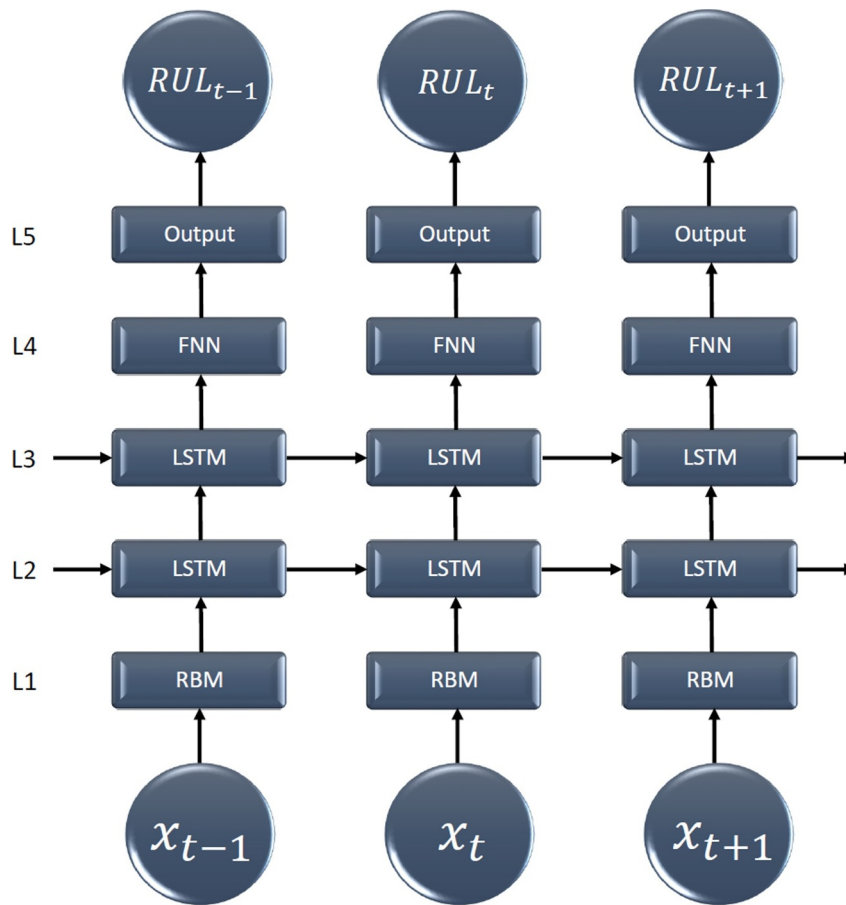 RUL_{t-1} RUL_t RUL_{t+1}
L5 Output Output Output
L4 FNN FNN FNN
L3 LSTM LSTM LSTM
L2 LSTM LSTM LSTM
L1 RBM RBM RBM
x_{t-1} x_t x_{t+1}